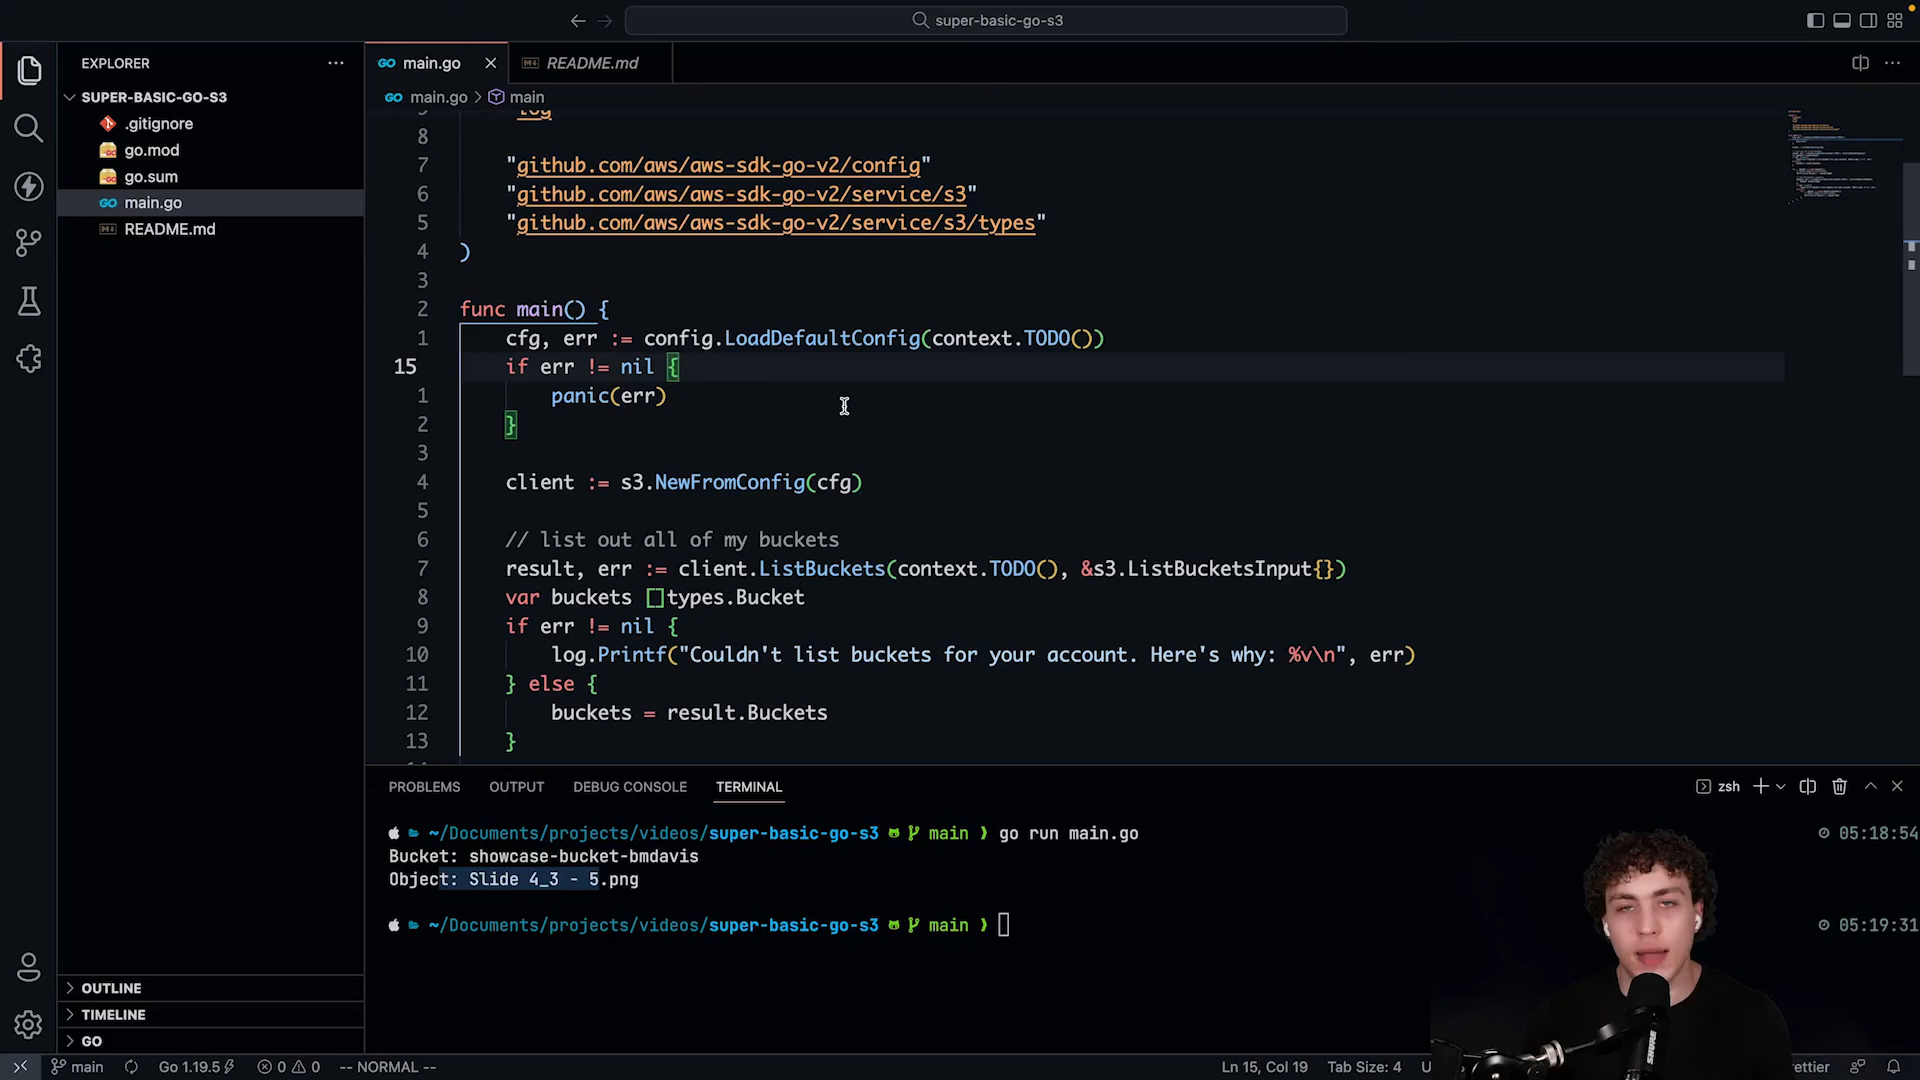 super-basic-go-s3
EXPLORER
SUPER-BASIC-GO-S3
.gitignore
go.mod
go.sum
main.go
README.md
OUTLINE
TIMELINE
GO
main.go
README.md
main.go > main
log
8
7 "github.com/aws/aws-sdk-go-v2/config"
6 "github.com/aws/aws-sdk-go-v2/service/s3"
5 "github.com/aws/aws-sdk-go-v2/service/s3/types"
4 )
3
2 func main() {
1 cfg, err := config.LoadDefaultConfig(context.TODO())
15 if err != nil {
1 panic(err)
2 }
3
4 client := s3.NewFromConfig(cfg)
5
6 // list out all of my buckets
7 result, err := client.ListBuckets(context.TODO(), &s3.ListBucketsInput{})
8 var buckets []types.Bucket
9 if err != nil {
10 log.Printf("Couldn't list buckets for your account. Here's why: %v\n", err)
11 } else {
12 buckets = result.Buckets
13 }
PROBLEMS OUTPUT DEBUG CONSOLE TERMINAL
zsh
~/Documents/projects/videos/super-basic-go-s3 main ❯ go run main.go 05:18:54
Bucket: showcase-bucket-bmdavis
Object: Slide 4_3 - 5.png
~/Documents/projects/videos/super-basic-go-s3 main ❯ 05:19:31
SHURE
main Go 1.19.5 0 0 -- NORMAL -- Ln 15, Col 19 Tab Size: 4 U ettier